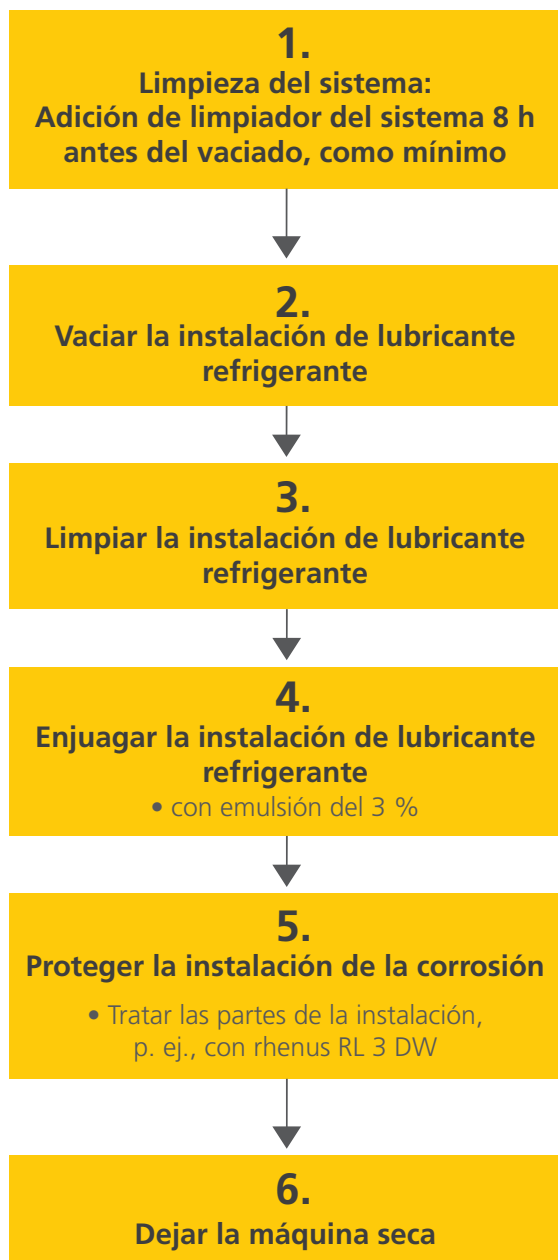 1.
Limpieza del sistema:
Adición de limpiador del sistema 8 h
antes del vaciado, como mínimo
2.
Vaciar la instalación de lubricante
refrigerante
3.
Limpiar la instalación de lubricante
refrigerante
4.
Enjuagar la instalación de lubricante
refrigerante
• con emulsión del 3 %
5.
Proteger la instalación de la corrosión
• Tratar las partes de la instalación,
p. ej., con rhenus RL 3 DW
6.
Dejar la máquina seca